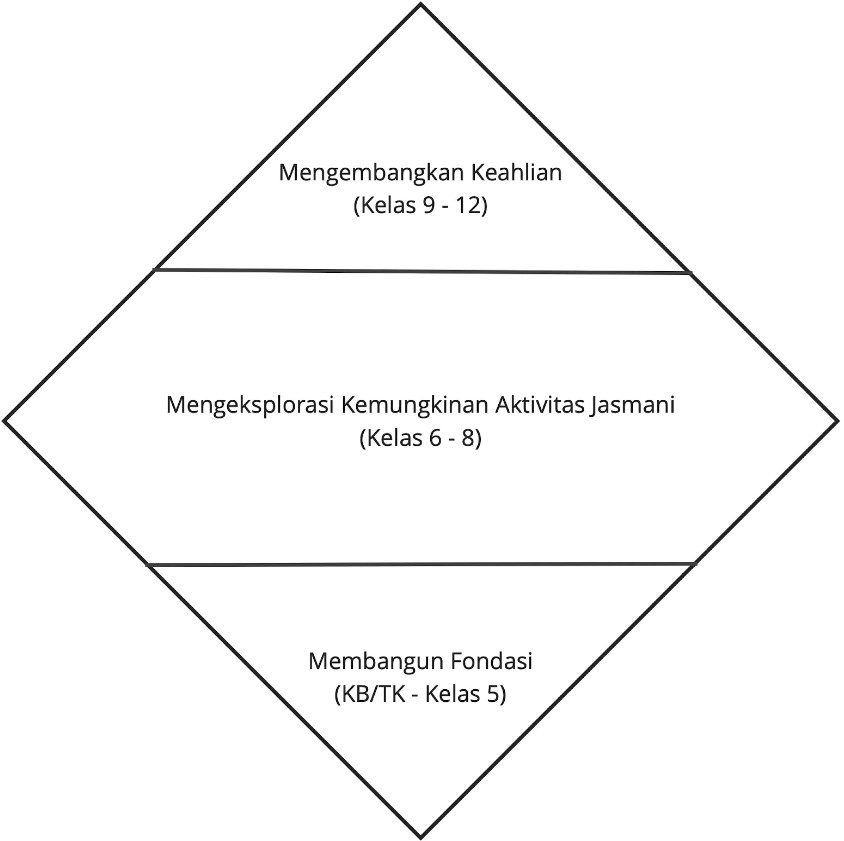 Mengembangkan Keahlian
(Kelas 9 - 12)
Mengeksplorasi Kemungkinan Aktivitas Jasmani
(Kelas 6 - 8)
Membangun Fondasi
(KB/TK - Kelas 5)